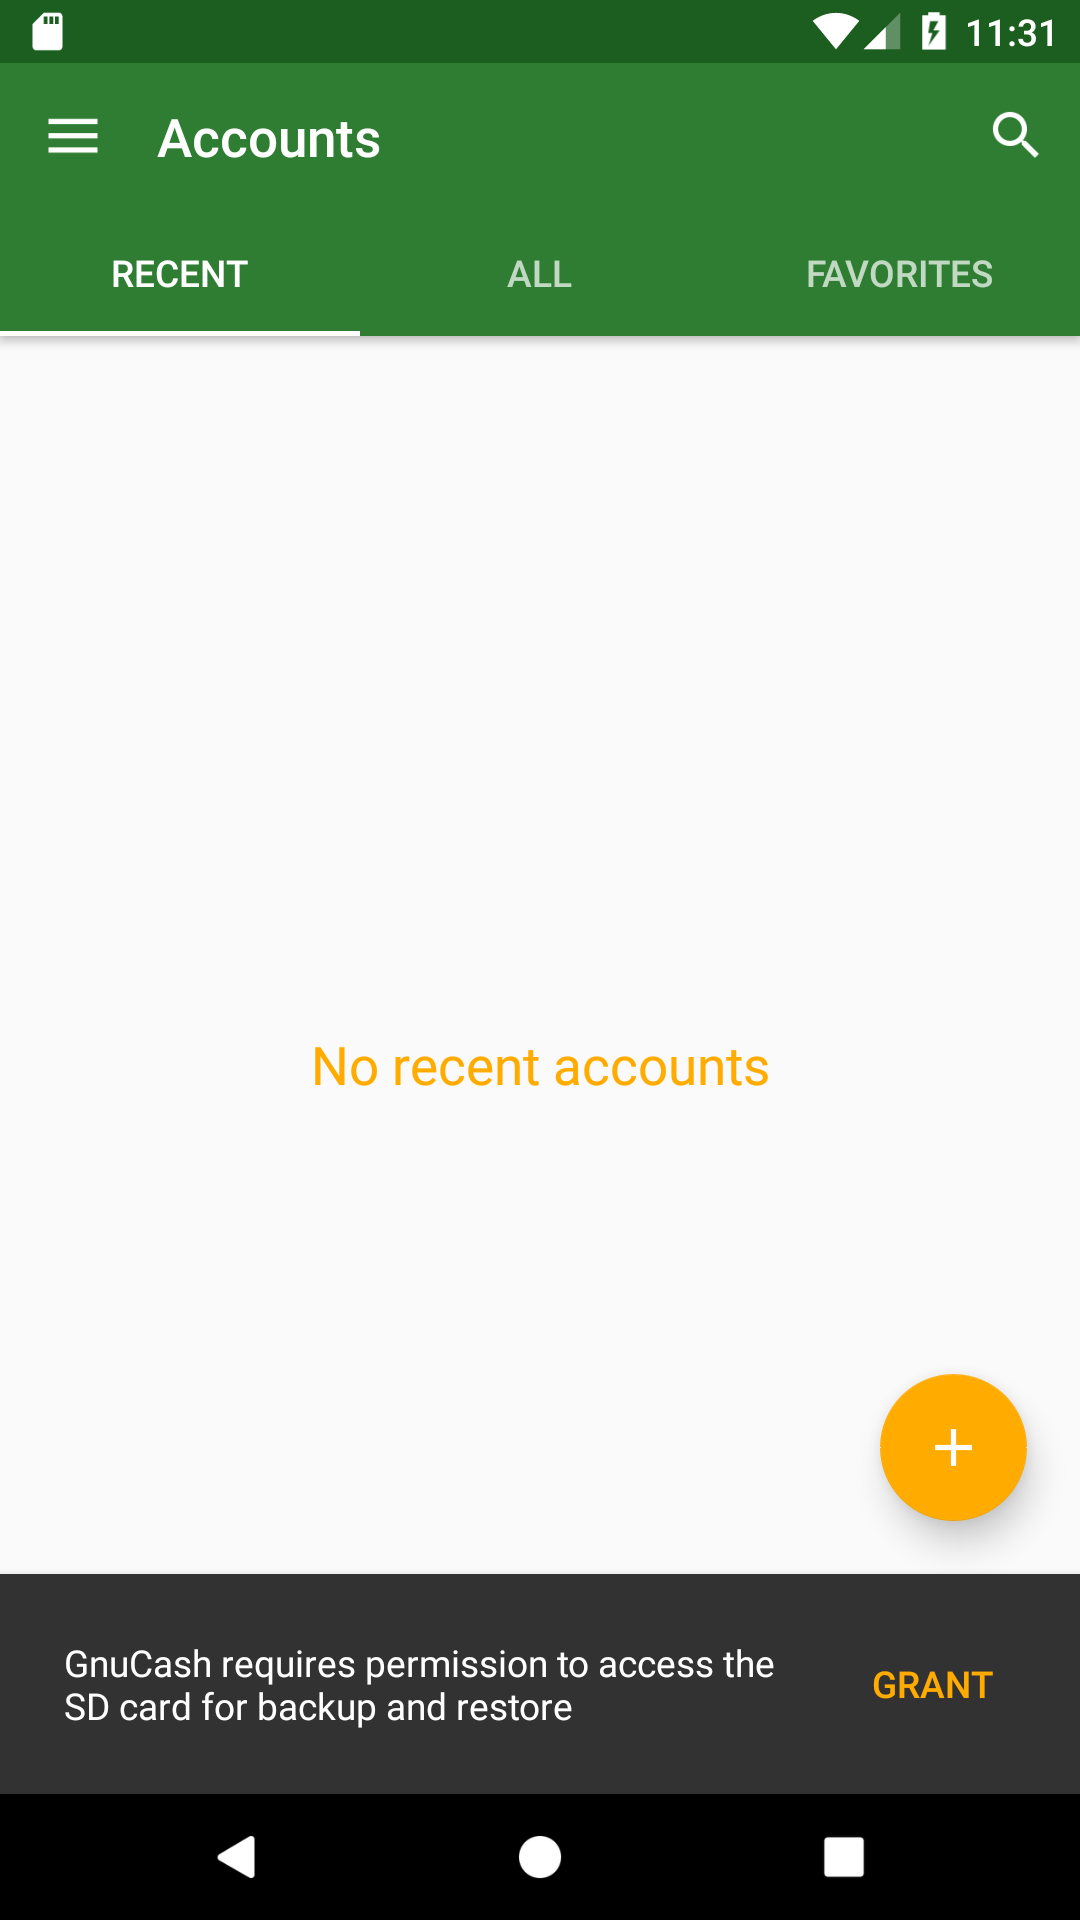 11:31
Accounts
RECENT
ALL
FAVORITES
No recent accounts
GnuCash requires permission to access the
SD card for backup and restore
GRANT